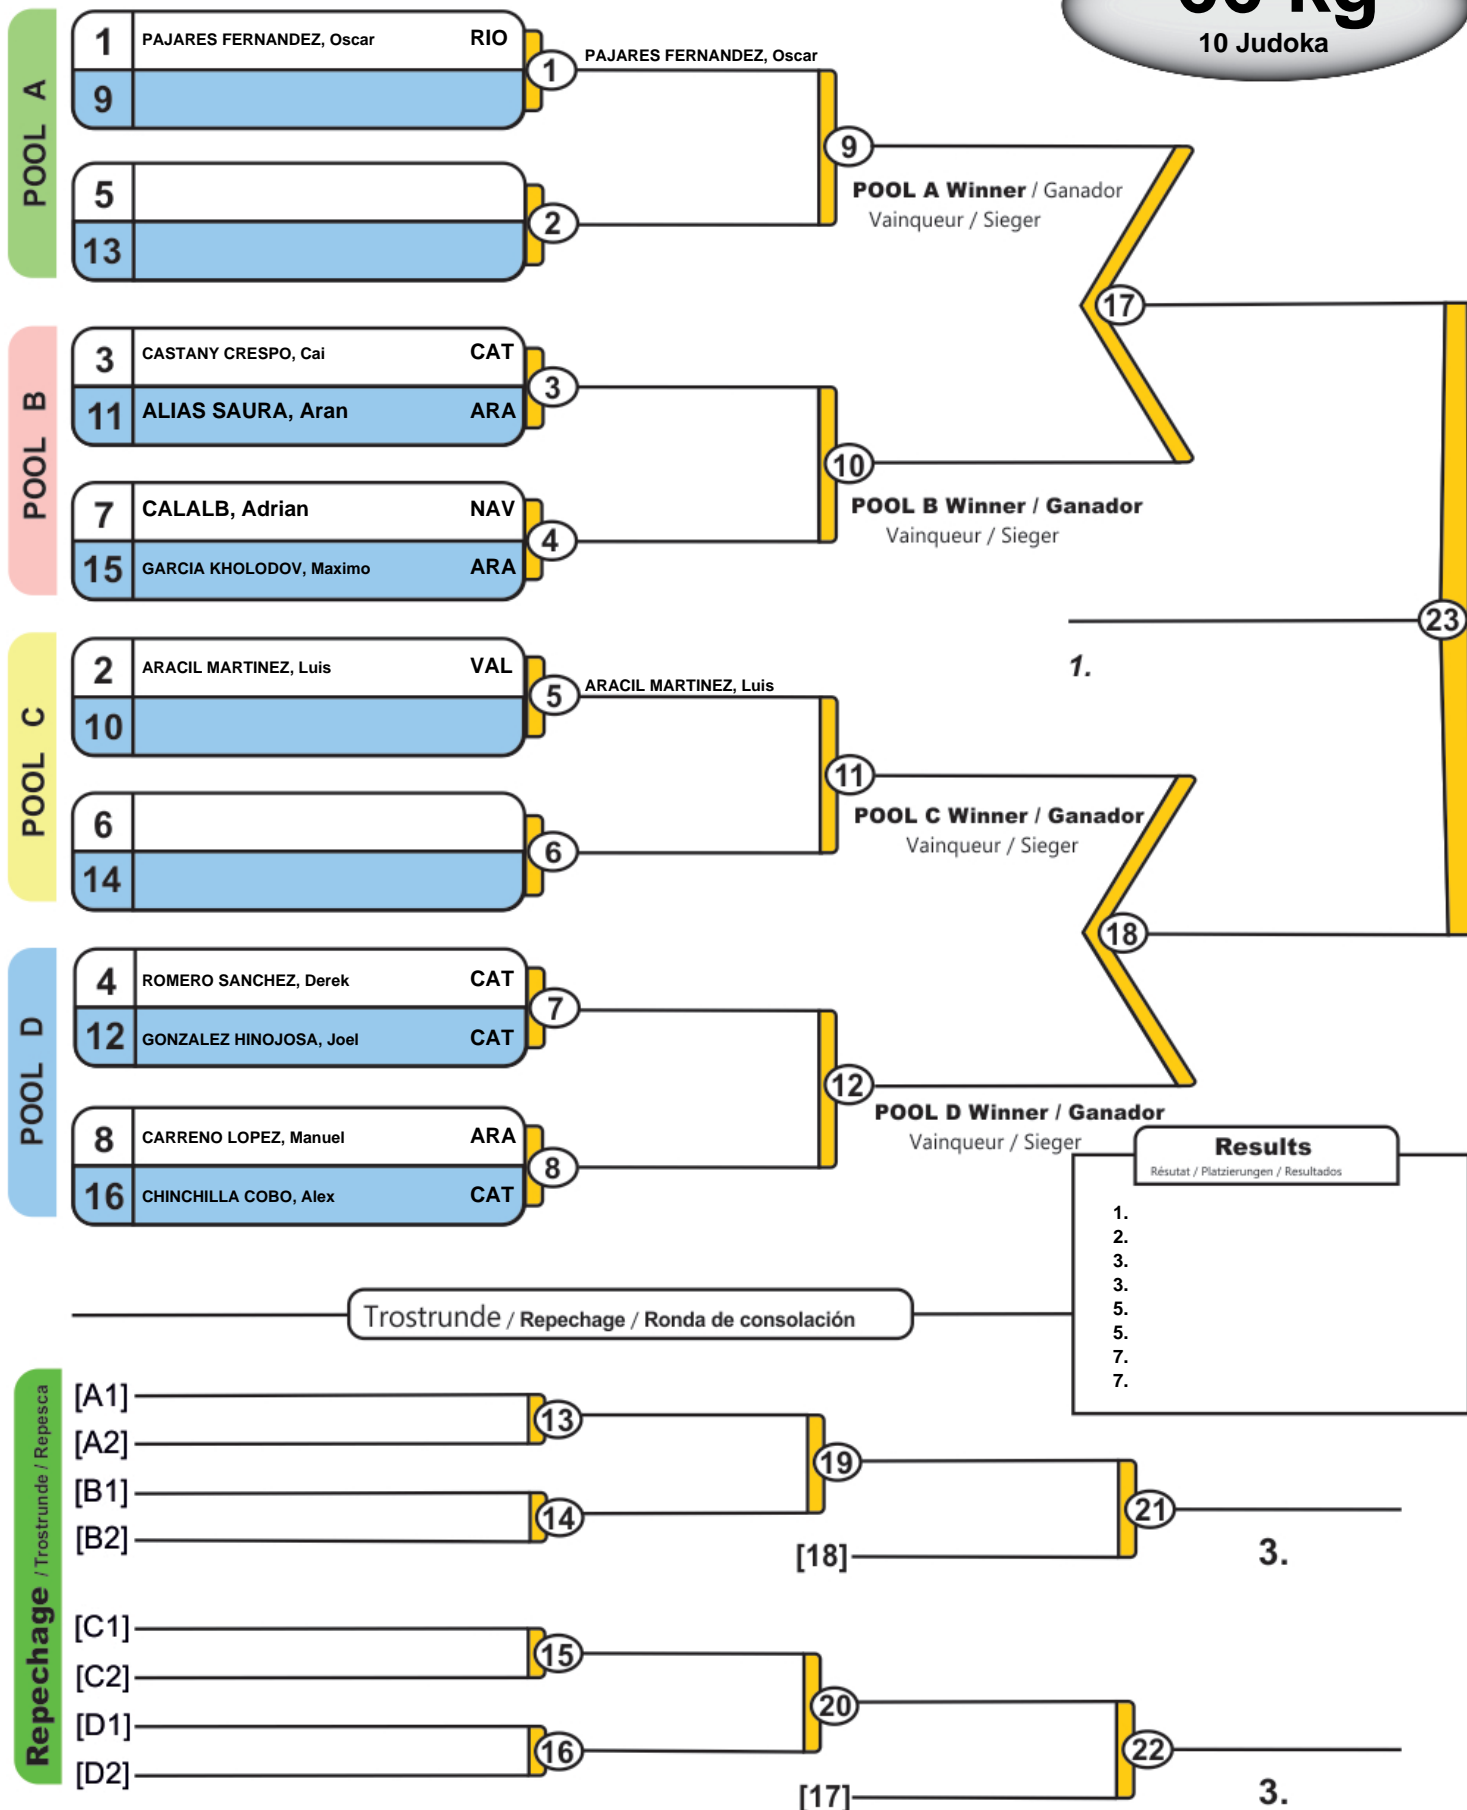 kg
10 Judoka
POOL A
1 PAJARES FERNANDEZ, Oscar RIO
9
1
PAJARES FERNANDEZ, Oscar
5
13
2
9
POOL A Winner / Ganador
Vainqueur / Sieger
17
POOL B
3 CASTANY CRESPO, Cai CAT
11 ALIAS SAURA, Aran ARA
3
7 CALALB, Adrian NAV
15 GARCIA KHOLODOV, Maximo ARA
4
10
POOL B Winner / Ganador
Vainqueur / Sieger
23
1.
POOL C
2 ARACIL MARTINEZ, Luis VAL
10
5
ARACIL MARTINEZ, Luis
6
14
6
11
POOL C Winner / Ganador
Vainqueur / Sieger
18
POOL D
4 ROMERO SANCHEZ, Derek CAT
12 GONZALEZ HINOJOSA, Joel CAT
7
8 CARRENO LOPEZ, Manuel ARA
16 CHINCHILLA COBO, Alex CAT
8
12
POOL D Winner / Ganador
Vainqueur / Sieger
Results
Résutat / Platzierungen / Resultados
1.
2.
3.
3.
5.
5.
7.
7.
Trostrunde / Repechage / Ronda de consolación
Repechage / Trostrunde / Repesca
[A1]
[A2]
13
[B1]
[B2]
14
19
[18]
21
3.
[C1]
[C2]
15
[D1]
[D2]
16
20
[17]
22
3.